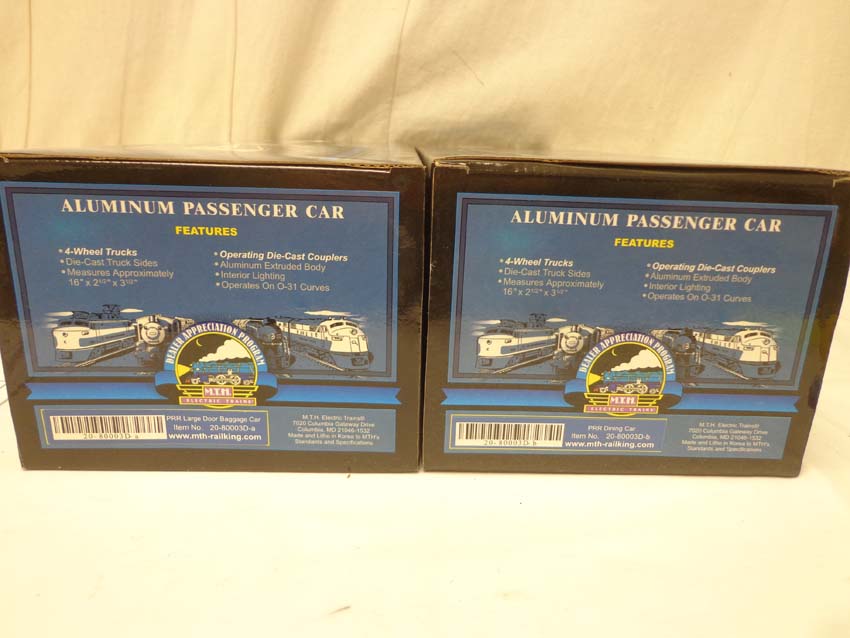 ALUMINUM PASSENGER CAR
FEATURES
• 4-Wheel Trucks
• Die-Cast Truck Sides
• Measures Approximately
16" x 2 1/2" x 3 1/2"
• Operating Die-Cast Couplers
• Aluminum Extruded Body
• Interior Lighting
• Operates On O-31 Curves
DEALER APPRECIATION PROGRAM
M.T.H.
ELECTRIC TRAINS
20-80003D-a
PRR Large Door Baggage Car
Item No. 20-80003D-a
www.mth-railking.com
M.T.H. Electric Trains®
7020 Columbia Gateway Drive
Columbia, MD 21046-1532
Made and Litho in Korea to MTH's
Standards and Specifications
ALUMINUM PASSENGER CAR
FEATURES
• 4-Wheel Trucks
• Die-Cast Truck Sides
• Measures Approximately
16" x 2 1/2" x 3 1/2"
• Operating Die-Cast Couplers
• Aluminum Extruded Body
• Interior Lighting
• Operates On O-31 Curves
DEALER APPRECIATION PROGRAM
M.T.H.
ELECTRIC TRAINS
20-80003D-b
PRR Dining Car
Item No. 20-80003D-b
www.mth-railking.com
M.T.H. Electric Trains®
7020 Columbia Gateway Drive
Columbia, MD 21046-1532
Made and Litho in Korea to MTH's
Standards and Specifications